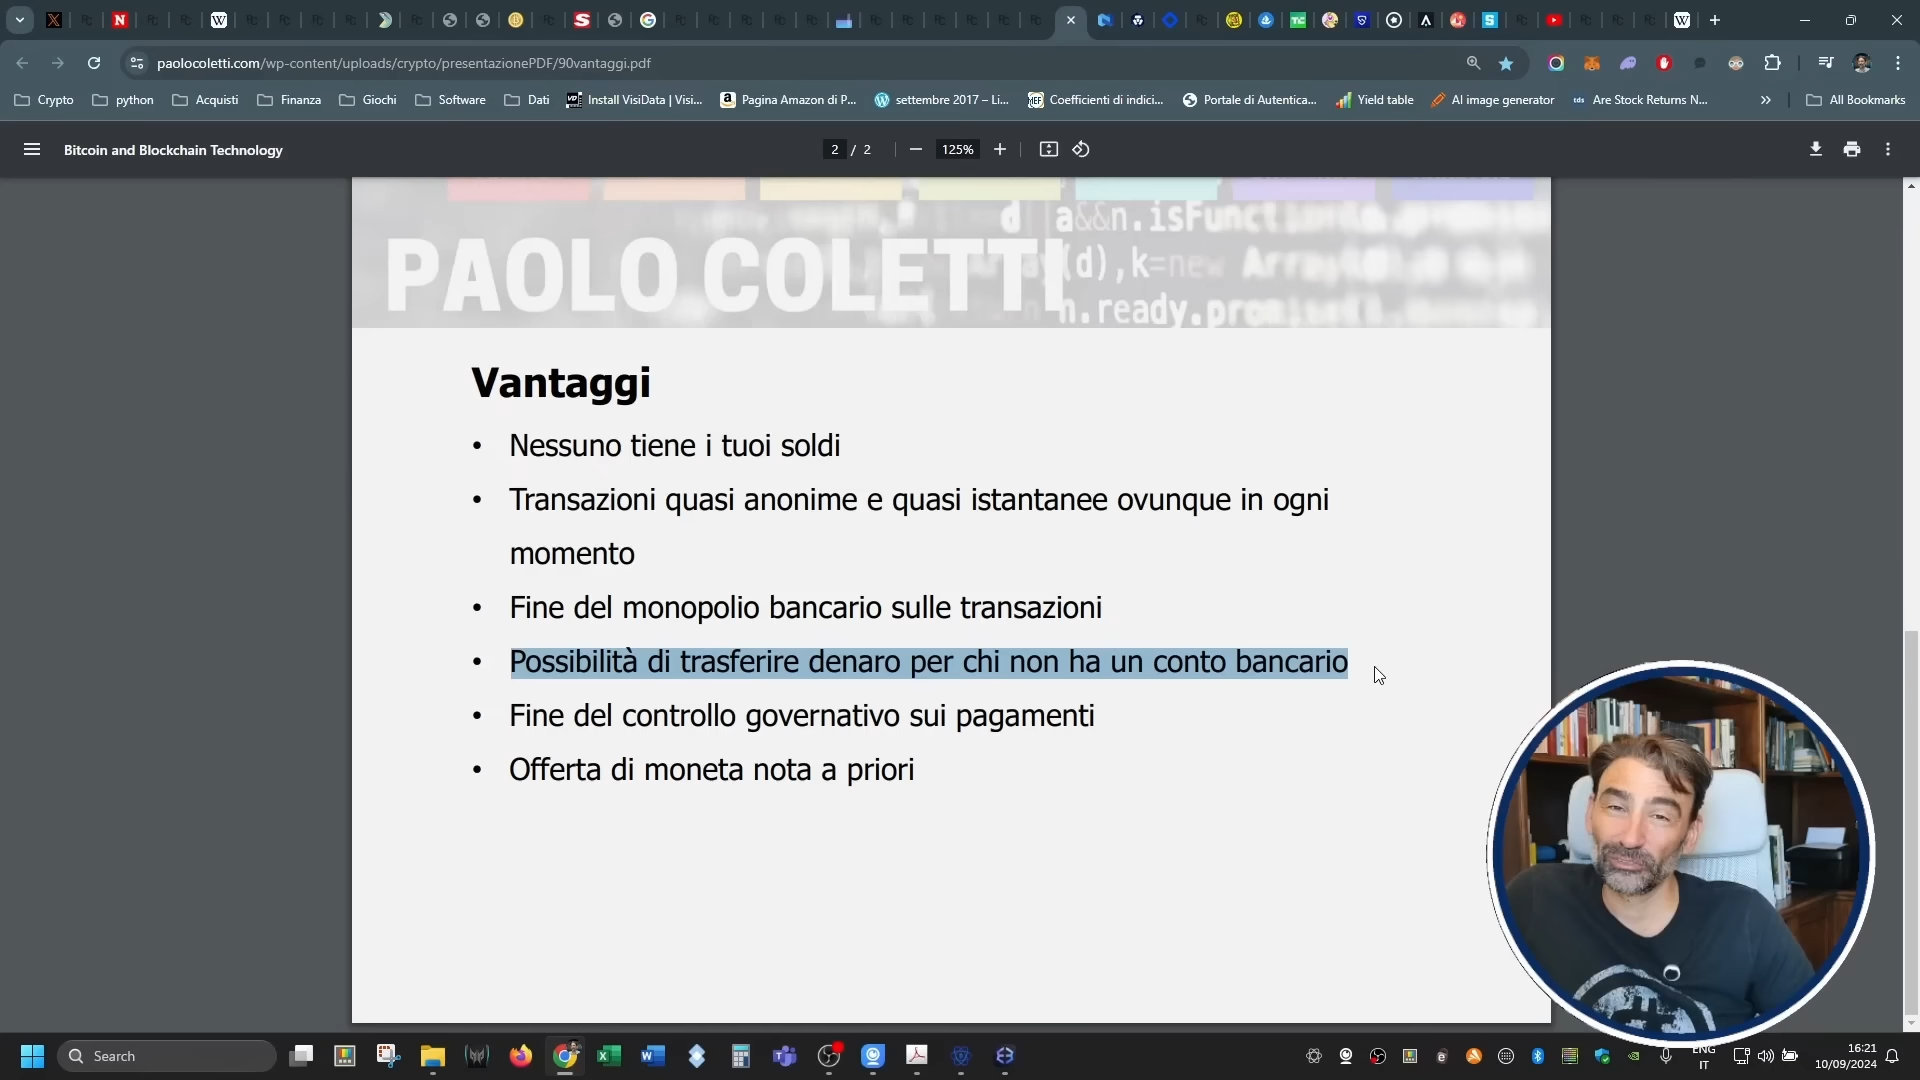 paolocoletti.com/wp-content/uploads/crypto/presentazionePDF/90vantaggi.pdf
Crypto
python
Acquisti
Finanza
Giochi
Software
Dati
Install VisiData | Visi...
Pagina Amazon di P...
settembre 2017 – Li...
Coefficienti di indici...
Portale di Autentica...
Yield table
AI image generator
Are Stock Returns N...
All Bookmarks
Bitcoin and Blockchain Technology
2 / 2
125%
d a&&n.isFunction
(d),k=new Array(d)
n.ready.promise(
PAOLO COLETTI
Vantaggi
• Nessuno tiene i tuoi soldi
• Transazioni quasi anonime e quasi istantanee ovunque in ogni
momento
• Fine del monopolio bancario sulle transazioni
• Possibilità di trasferire denaro per chi non ha un conto bancario
• Fine del controllo governativo sui pagamenti
• Offerta di moneta nota a priori
Search
ENG
IT
16:21
10/09/2024